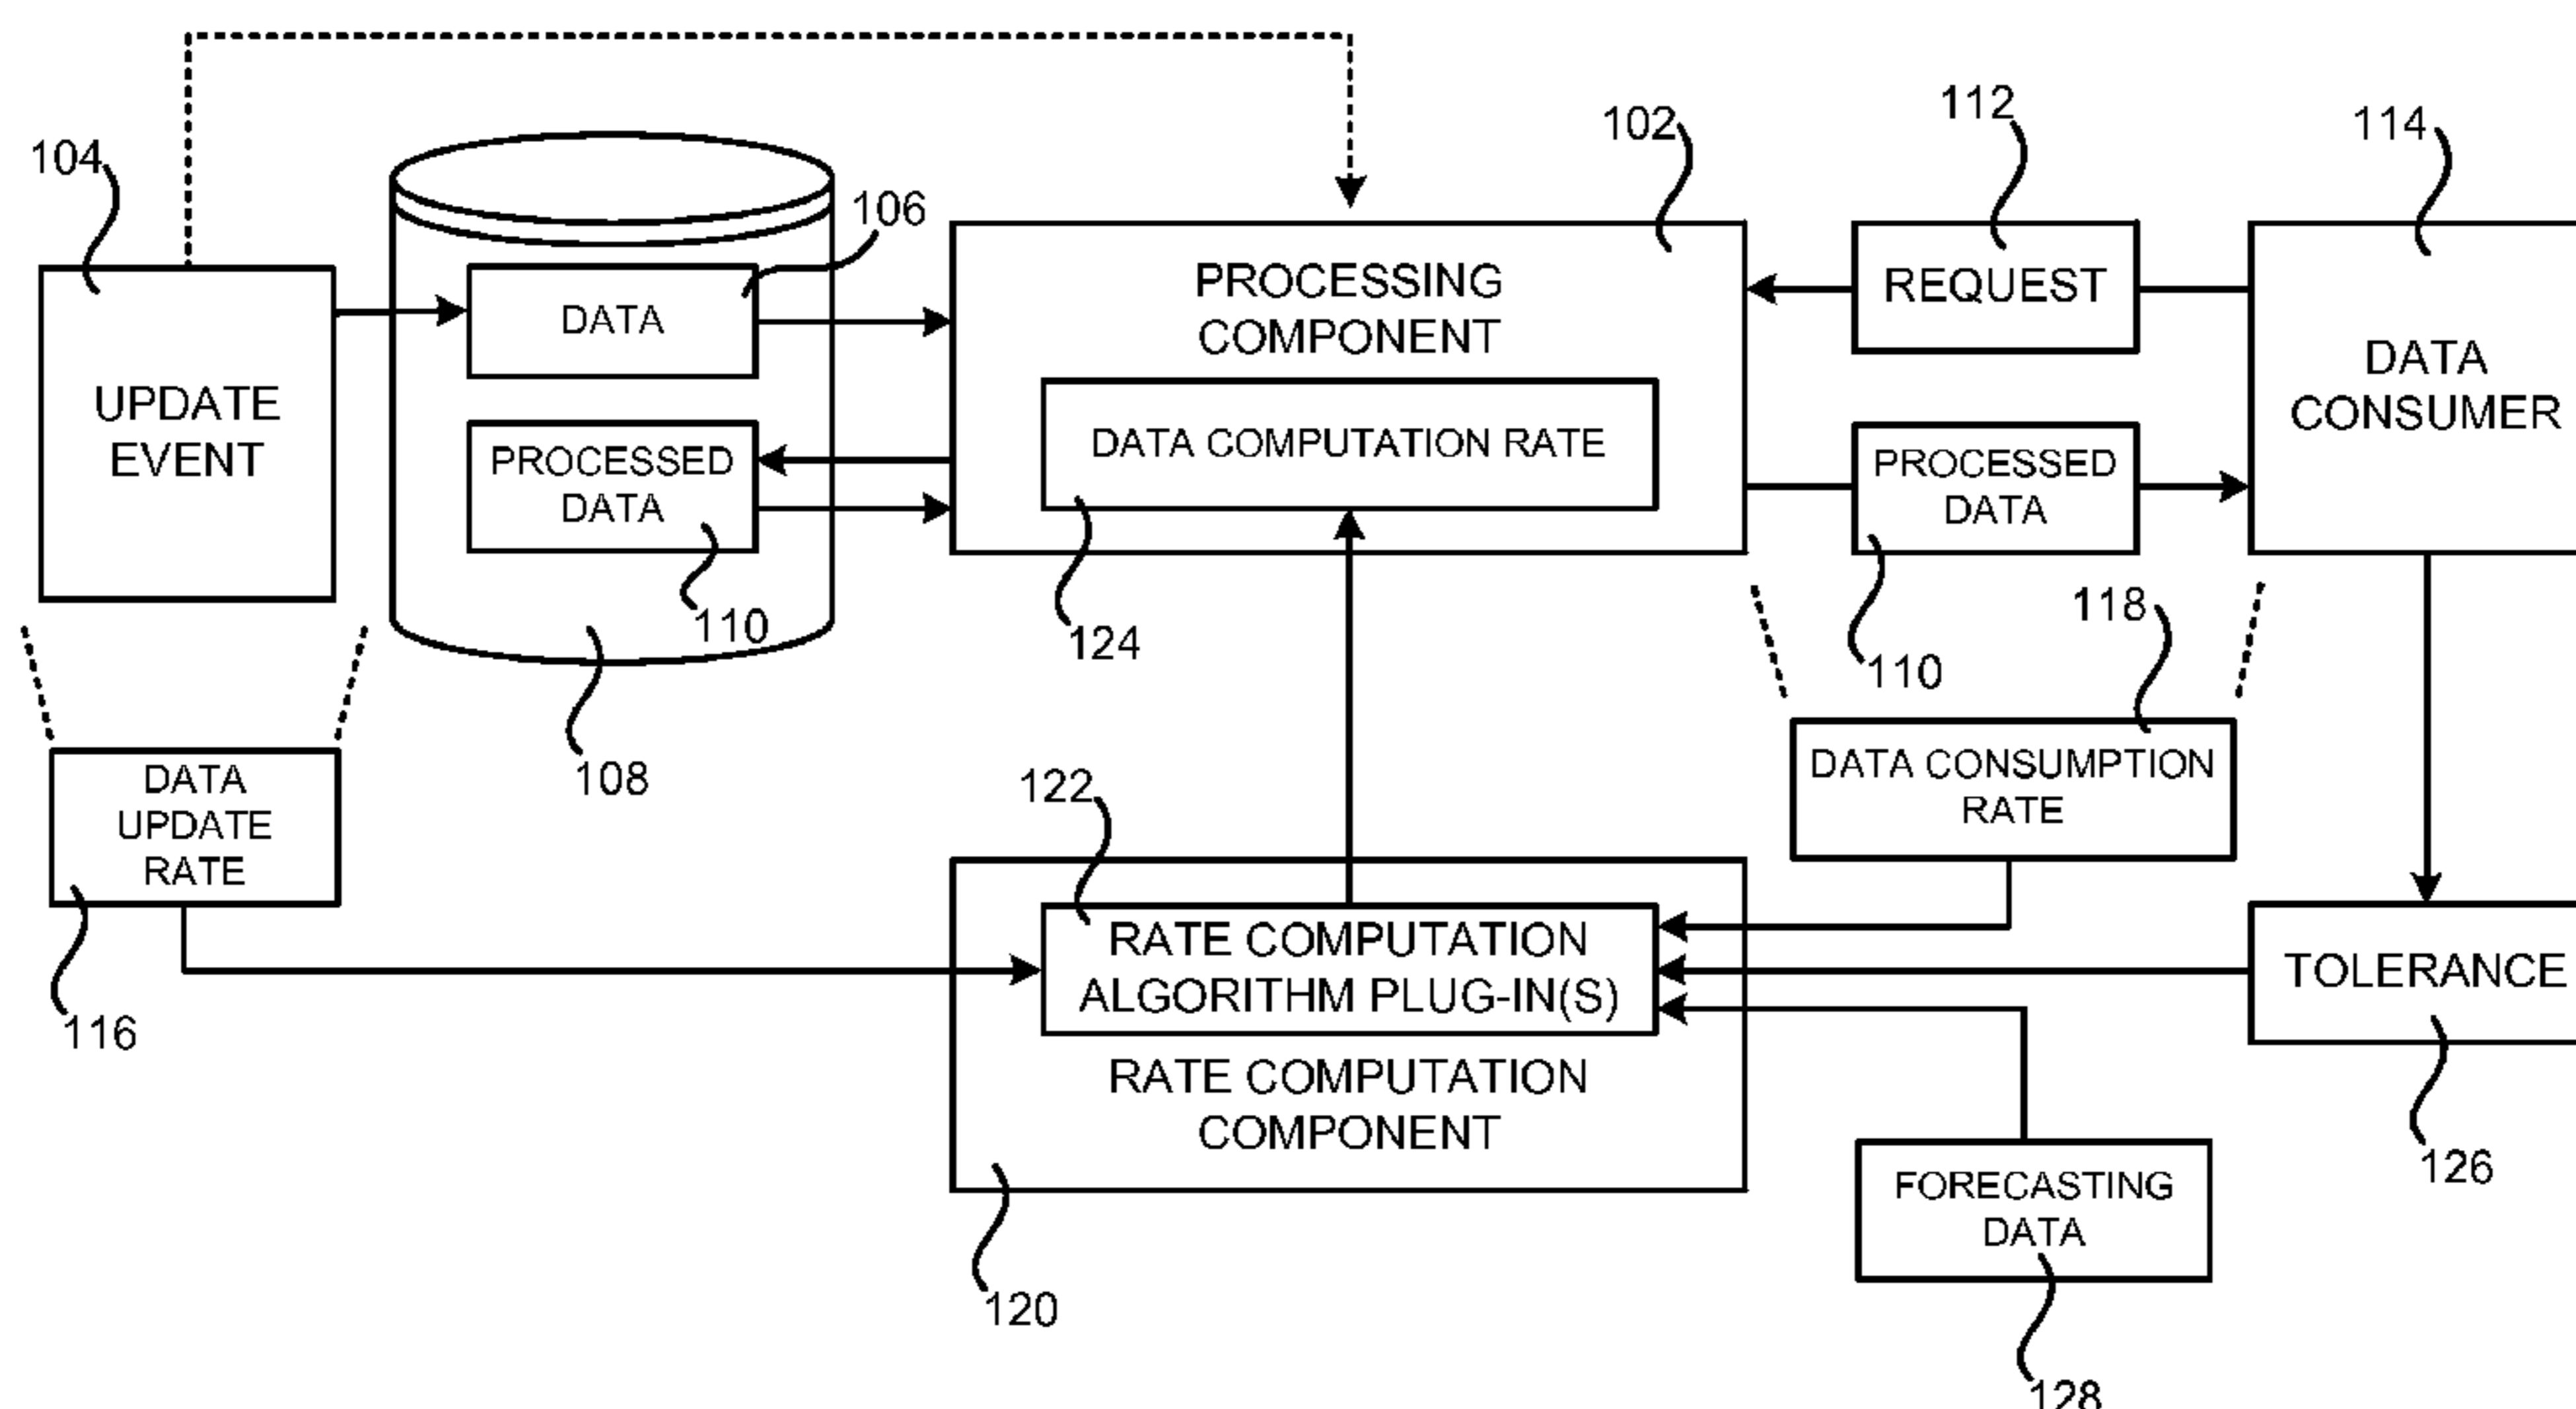 104
106
102
112
114
UPDATE
EVENT
DATA
PROCESSED
DATA
110
108
PROCESSING
COMPONENT
DATA COMPUTATION RATE
124
REQUEST
PROCESSED
DATA
110
DATA
CONSUMER
118
DATA CONSUMPTION
RATE
DATA
UPDATE
RATE
116
122
RATE COMPUTATION
ALGORITHM PLUG-IN(S)
RATE COMPUTATION
COMPONENT
120
TOLERANCE
126
FORECASTING
DATA
128